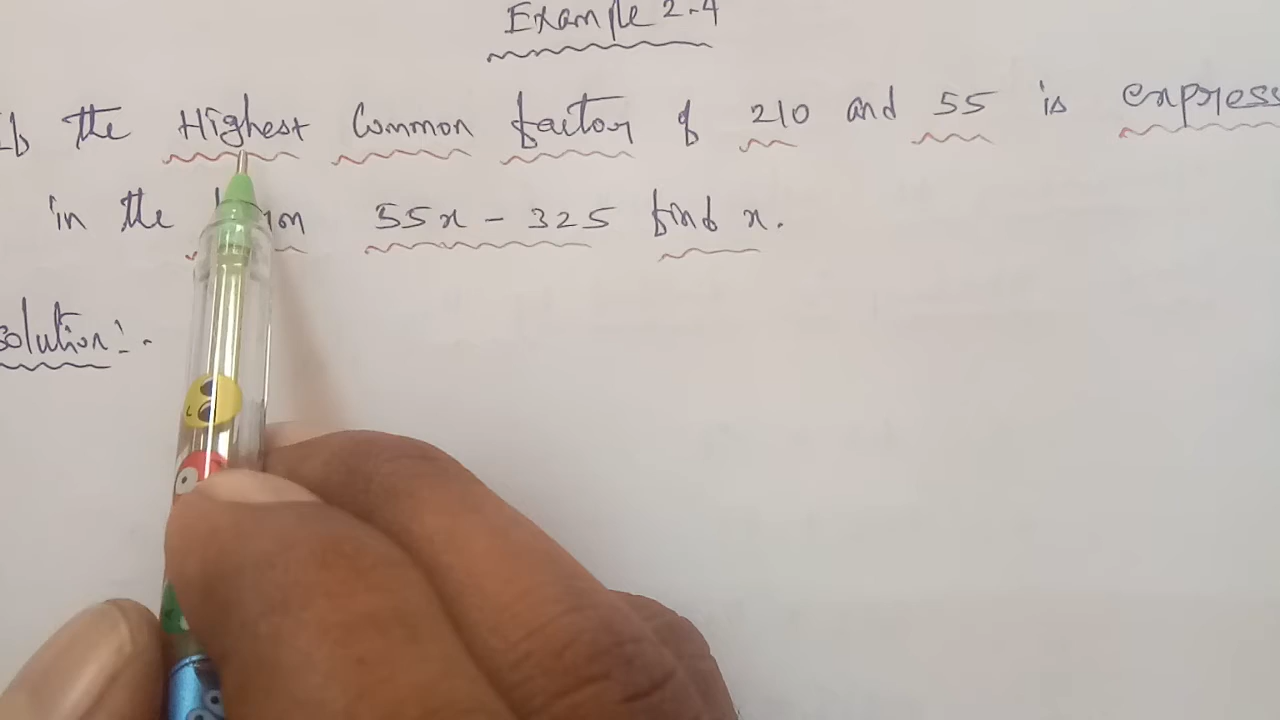 Example 2.4
If the Highest Common factor of 210 and 55 is express
in the 55x - 325 find x.
solution:-